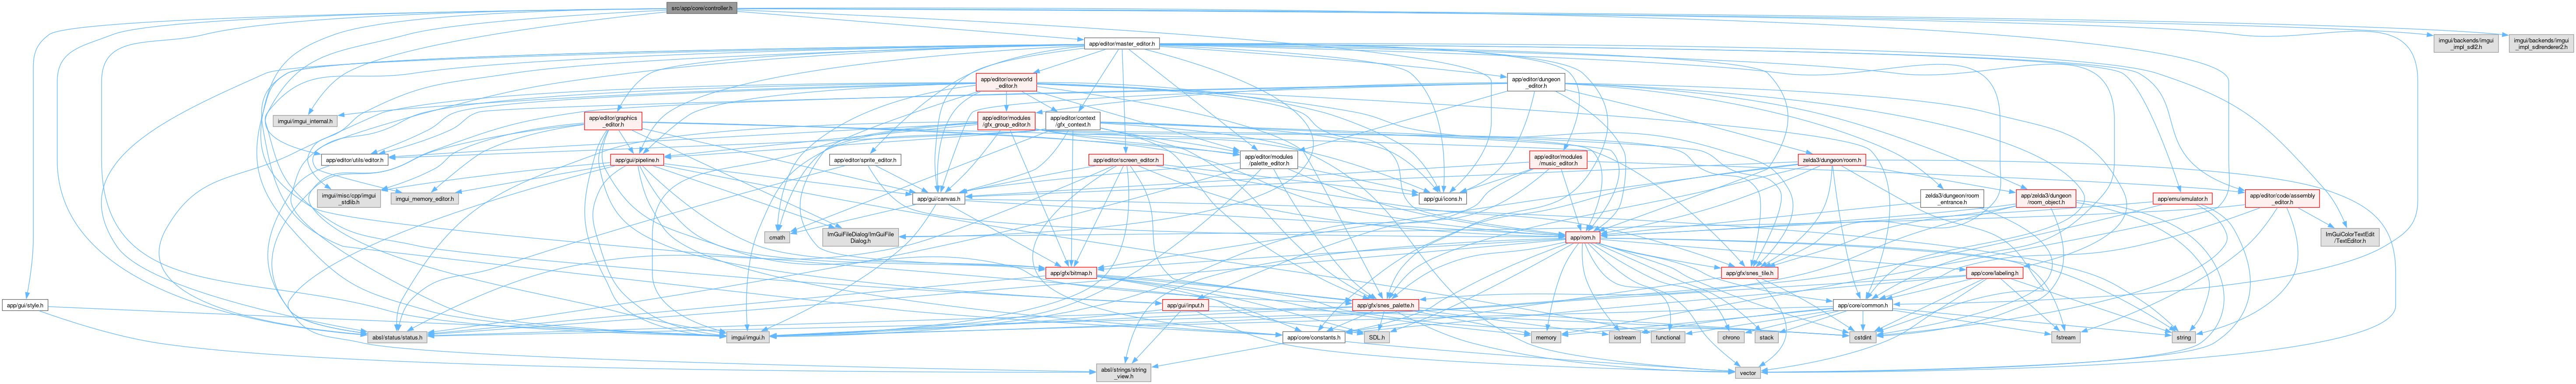 src/app/core/controller.h
app/editor/master_editor.h
imgui/backends/imgui
_impl_sdl2.h
imgui/backends/imgui
_impl_sdlrenderer2.h
app/editor/overworld
_editor.h
app/editor/dungeon
_editor.h
imgui/imgui_internal.h
app/editor/graphics
_editor.h
app/editor/modules
/gfx_group_editor.h
app/editor/context
/gfx_context.h
app/editor/utils/editor.h
app/gui/pipeline.h
app/editor/sprite_editor.h
app/editor/screen_editor.h
app/editor/modules
/palette_editor.h
app/editor/modules
/music_editor.h
zelda3/dungeon/room.h
imgui/misc/cpp/imgui
_stdlib.h
imgui_memory_editor.h
app/gui/canvas.h
app/gui/icons.h
zelda3/dungeon/room
_entrance.h
app/zelda3/dungeon
/room_object.h
app/emu/emulator.h
app/editor/code/assembly
_editor.h
cmath
ImGuiFileDialog/ImGuiFile
Dialog.h
app/rom.h
ImGuiColorTextEdit
/TextEditor.h
app/gfx/bitmap.h
app/gfx/snes_tile.h
app/core/labeling.h
app/gui/style.h
app/gui/input.h
app/gfx/snes_palette.h
app/core/common.h
absl/status/status.h
imgui/imgui.h
app/core/constants.h
SDL.h
memory
iostream
functional
chrono
stack
cstdint
fstream
string
absl/strings/string
_view.h
vector